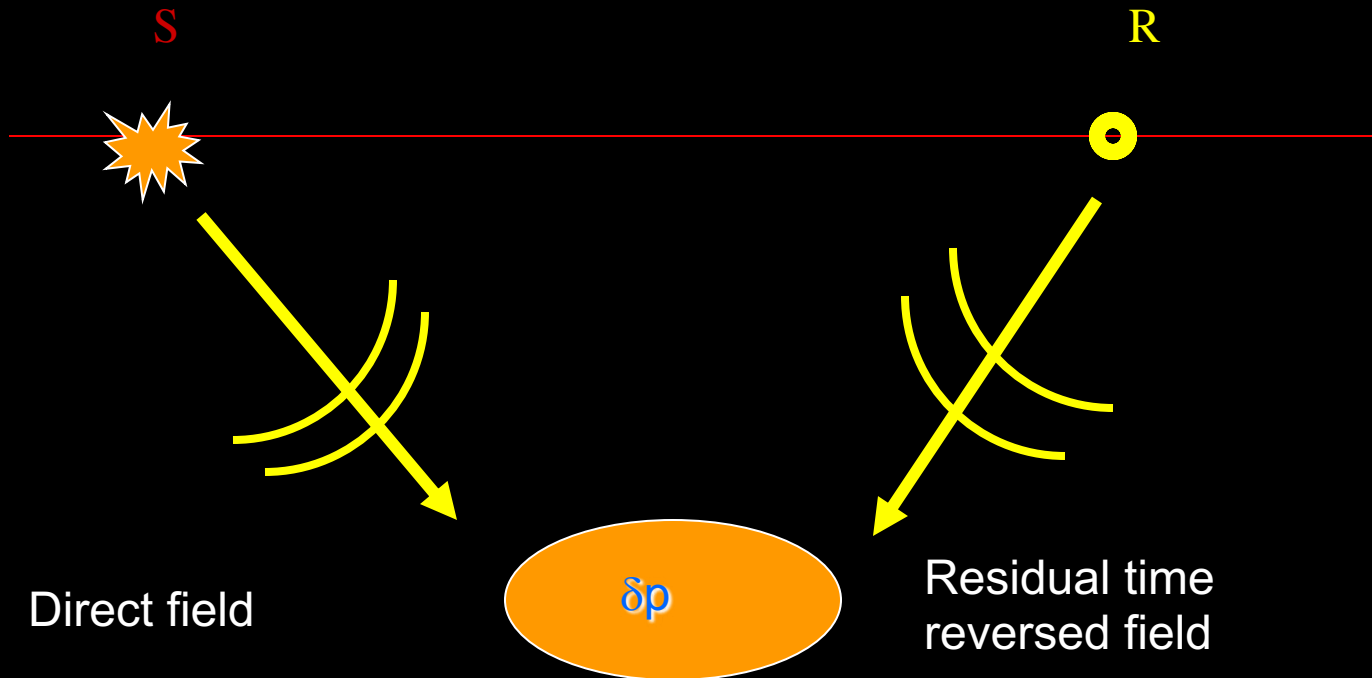 S
R
Direct field
δp
Residual time
reversed field